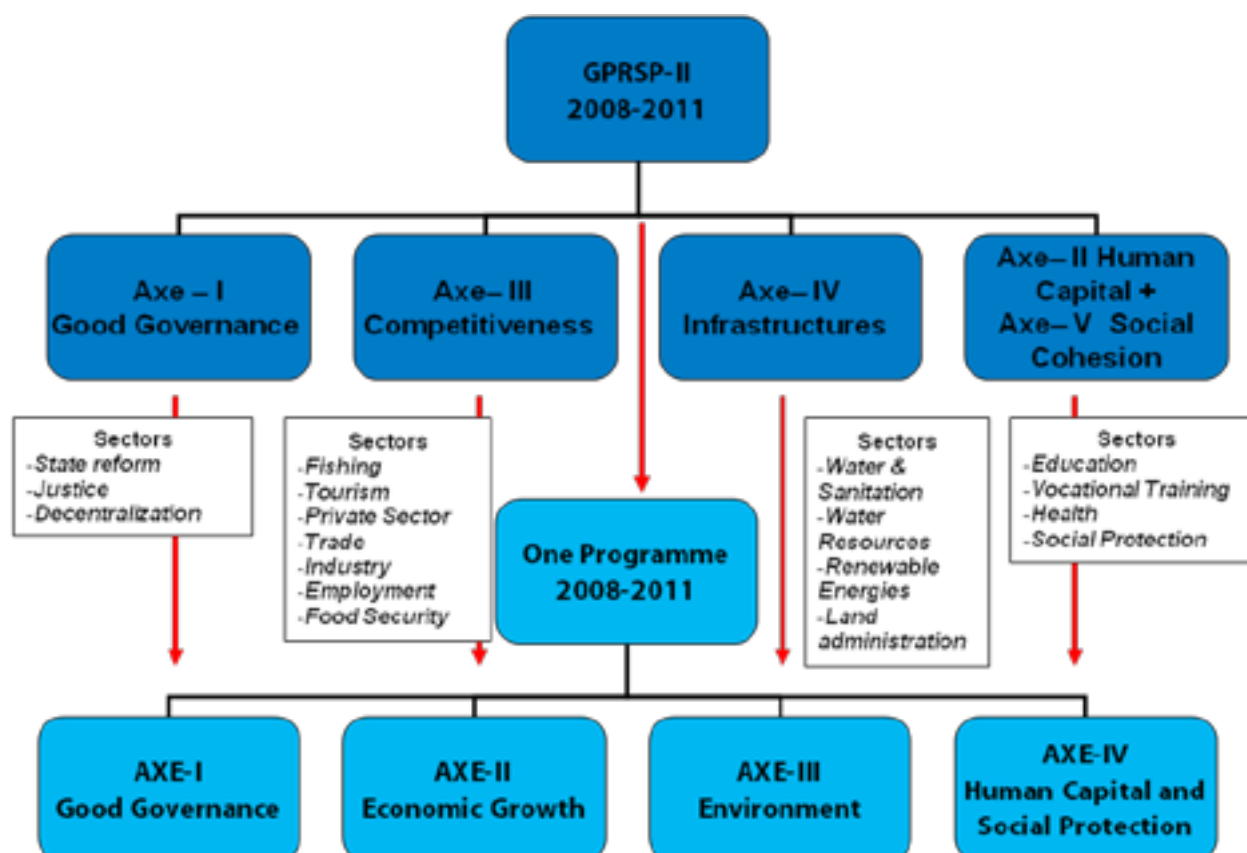 GPRSP-II
2008-2011
Axe – I
Good Governance
Axe– III
Competitiveness
Axe– IV
Infrastructures
Axe– II Human
Capital +
Axe– V Social
Cohesion
Sectors
-State reform
-Justice
-Decentralization
Sectors
-Fishing
-Tourism
-Private Sector
-Trade
-Industry
-Employment
-Food Security
Sectors
-Water &
Sanitation
-Water
Resources
-Renewable
Energies
-Land
administration
Sectors
-Education
-Vocational Training
-Health
-Social Protection
One Programme
2008-2011
AXE-I
Good Governance
AXE-II
Economic Growth
AXE-III
Environment
AXE-IV
Human Capital and
Social Protection